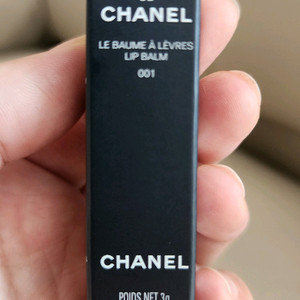 CHANEL
LE BAUME À LÈVRES
LIP BALM
001
CHANEL
POIDS NET 3g